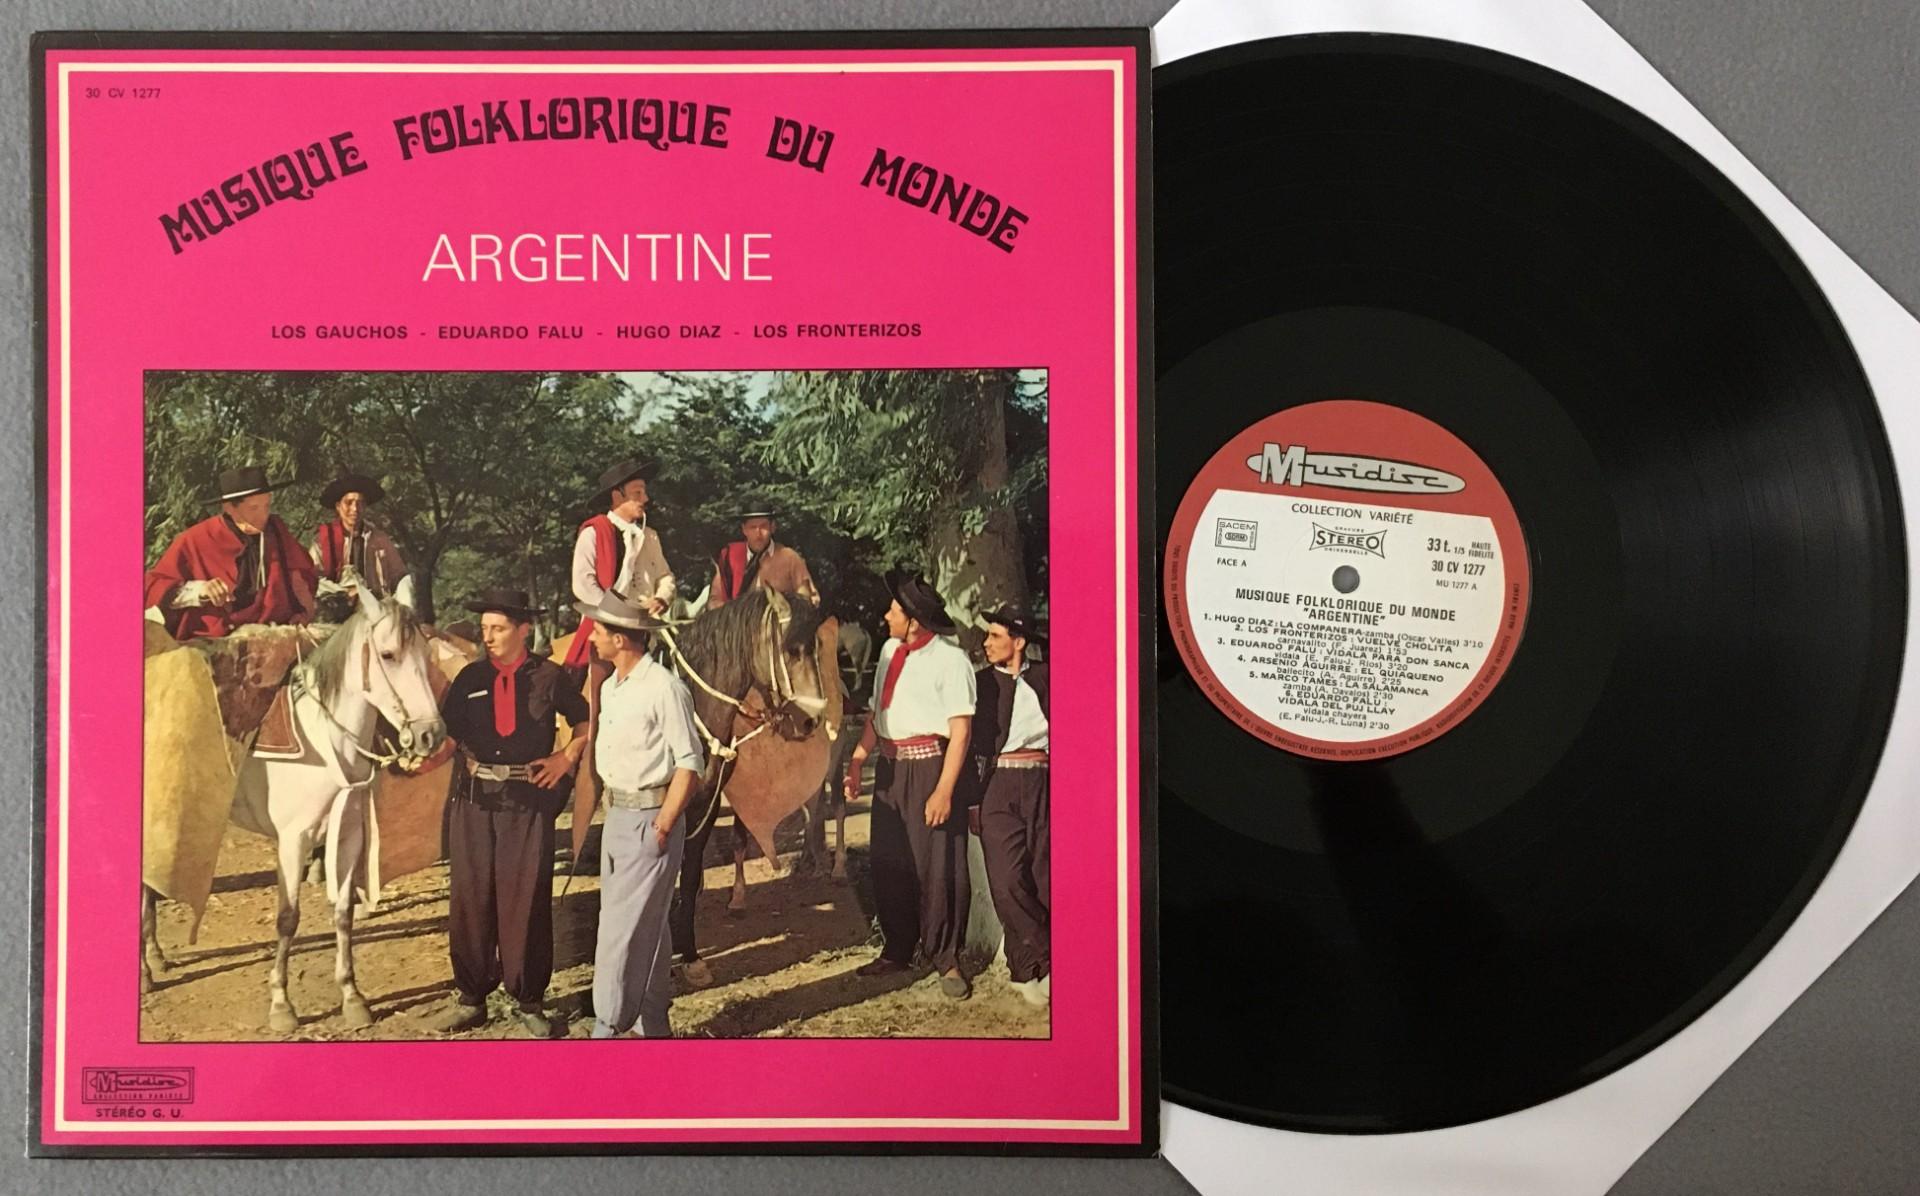 30 CV 1277
MUSIQUE FOLKLORIQUE DU MONDE
ARGENTINE
LOS GAUCHOS - EDUARDO FALU - HUGO DIAZ - LOS FRONTERIZOS
Musidisc
COLLECTION VARIÉTÉ
STÉRÉO G. U.
Musidisc
COLLECTION VARIÉTÉ
SACEM
SDRM
GRAVURE
STEREO
UNIVERSELLE
33 t. 1/3 HAUTE FIDELITE
FACE A
30 CV 1277
MU 1277 A
MUSIQUE FOLKLORIQUE DU MONDE
"ARGENTINE"
1. HUGO DIAZ : LA COMPANERA-zamba (Oscar Valles) 3'10
2. LOS FRONTERIZOS : VUELVE CHOLITA
carnavalito (F. Juarez) 1'53
3. EDUARDO FALU : VIDALA PARA DON SANCA
vidala (E. Falu-J. Rios) 3'20
4. ARSENIO AGUIRRE : EL QUIAQUENO
bailecito (A. Aguirre) 2'25
5. MARCO TAMES : LA SALAMANCA
zamba (A. Davalos) 2'30
6. EDUARDO FALU :
VIDALA DEL PUJ LLAY
vidala chayera
(E. Falu-J.-R. Luna) 2'30